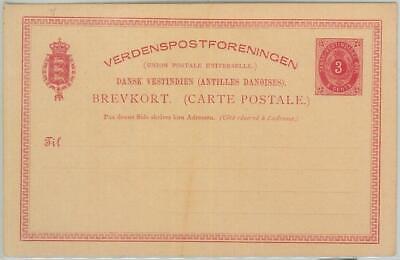 VERDENSPOSTFORENINGEN
(UNION POSTALE UNIVERSELLE.)
DANSK VESTINDIEN (ANTILLES DANOISES).
BREVKORT. (CARTE POSTALE.)
Paa denne Side skrives kun Adressen. (Côté réservé à l'adresse.)
Til
3
CENTS